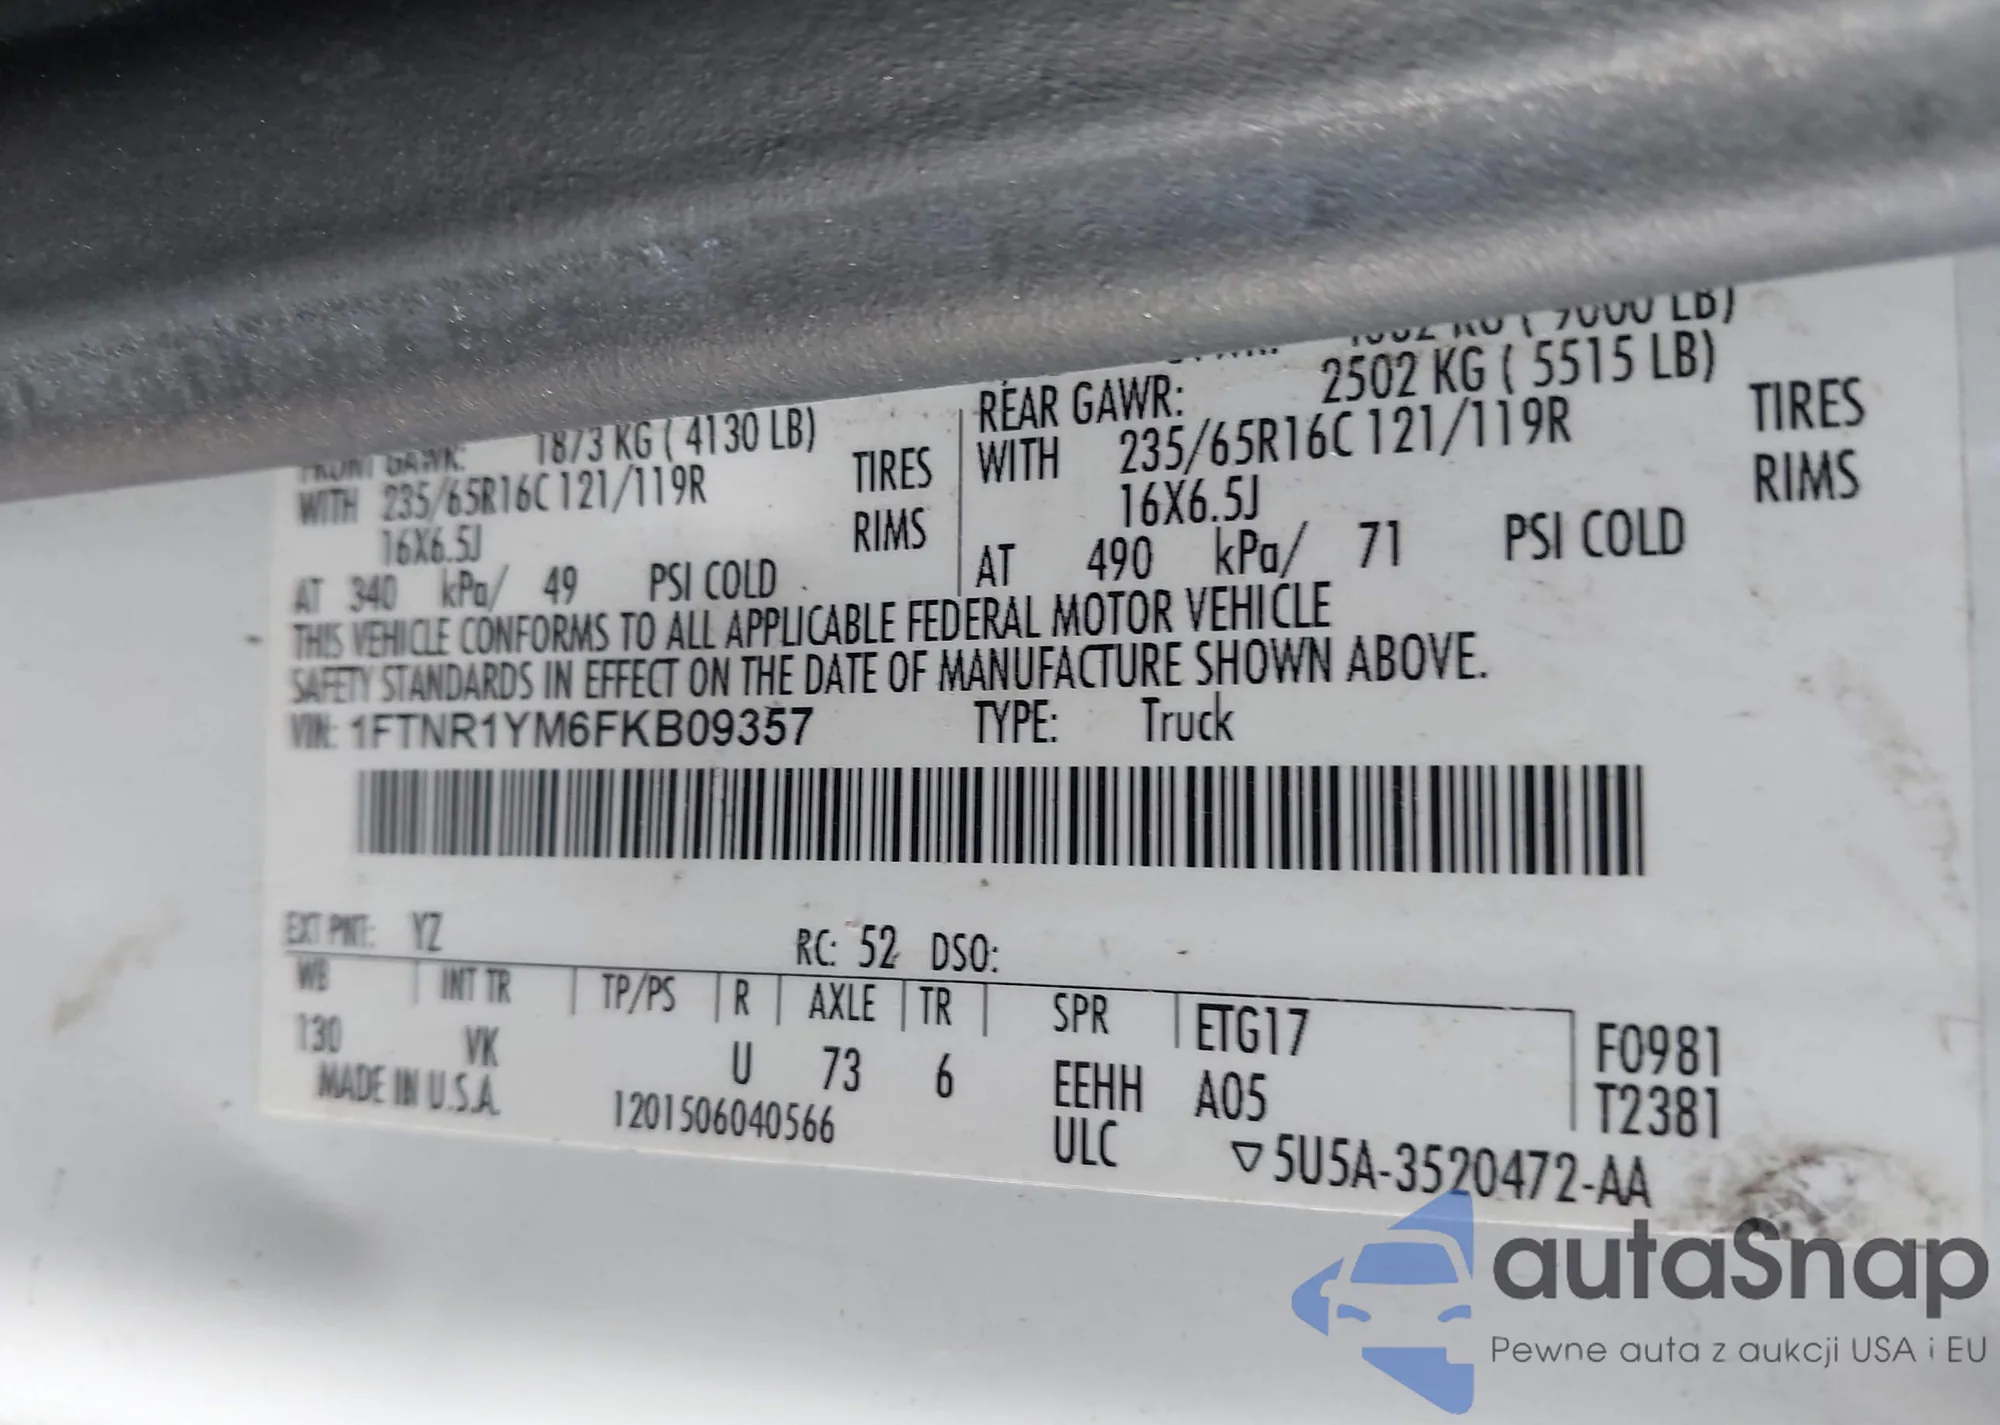 9000 LB)
FRONT GAWR: 1873 KG ( 4130 LB)
WITH 235/65R16C 121/119R TIRES
16X6.5J RIMS
AT 340 kPa/ 49 PSI COLD
REAR GAWR: 2502 KG ( 5515 LB)
WITH 235/65R16C 121/119R TIRES
16X6.5J RIMS
AT 490 kPa/ 71 PSI COLD
THIS VEHICLE CONFORMS TO ALL APPLICABLE FEDERAL MOTOR VEHICLE
SAFETY STANDARDS IN EFFECT ON THE DATE OF MANUFACTURE SHOWN ABOVE.
VIN: 1FTNR1YM6FKB09357 TYPE: Truck
EXT PNT: YZ RC: 52 DSO:
WB INT TR TP/PS R AXLE TR SPR ETG17
130 VK U 73 6 EEHH A05 F0981
MADE IN U.S.A. 1201506040566 ULC T2381
▽5U5A-3520472-AA
autaSnap
Pewne auta z aukcji USA i EU